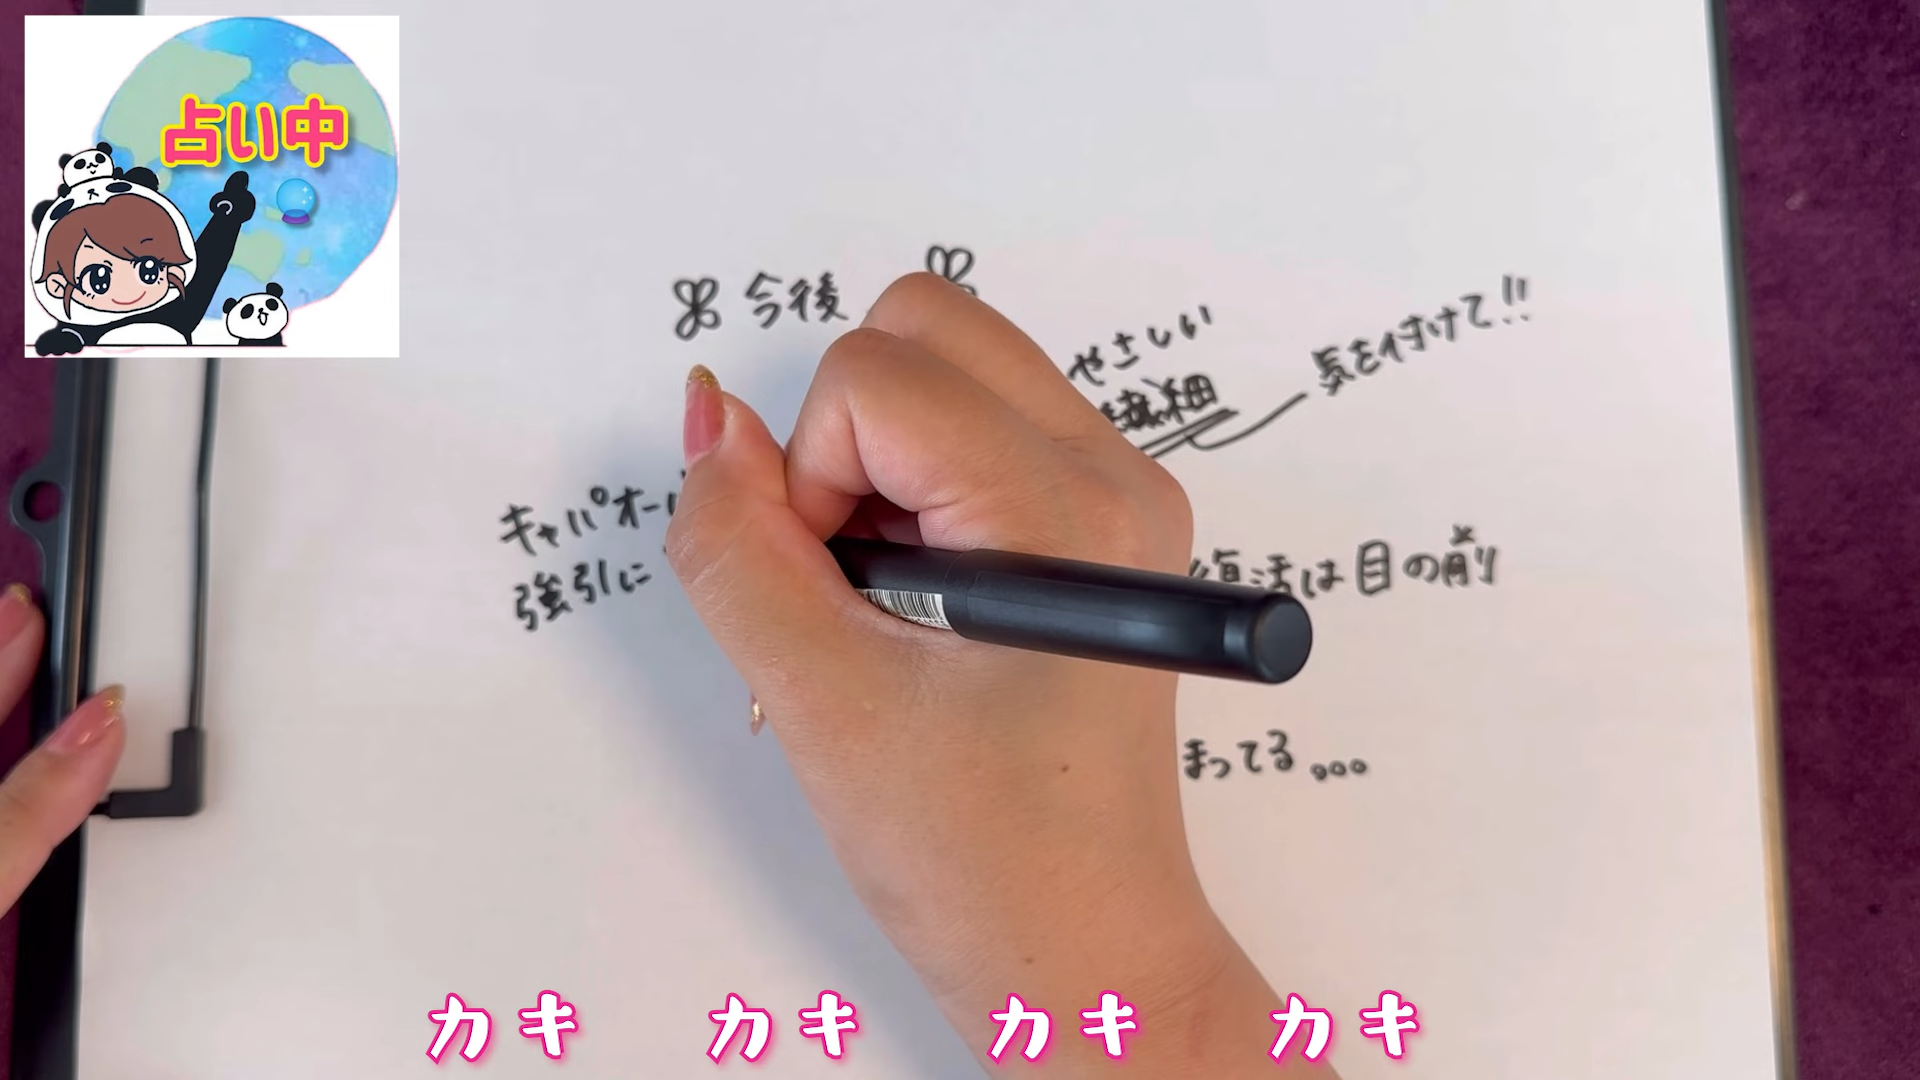 占い中
今後
やさしい
繊細
気を付けて!!
キャパオー
強引に
復活は目の前
まってる...
カキ カキ カキ カキ